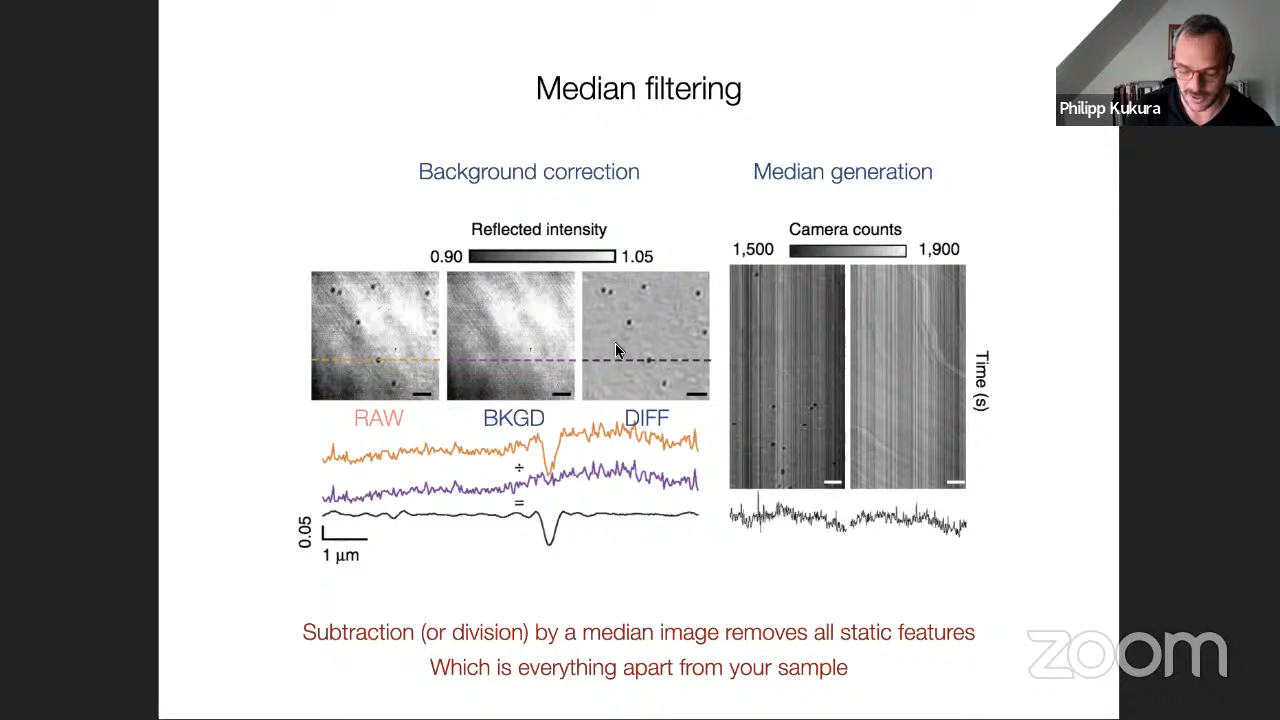 Median filtering
Philipp Kukura
Background correction
Median generation
Reflected intensity
0.90
1.05
Camera counts
1,500
1,900
RAW
BKGD
DIFF
÷
=
0.05
1 μm
Time (s)
Subtraction (or division) by a median image removes all static features
Which is everything apart from your sample
zoom